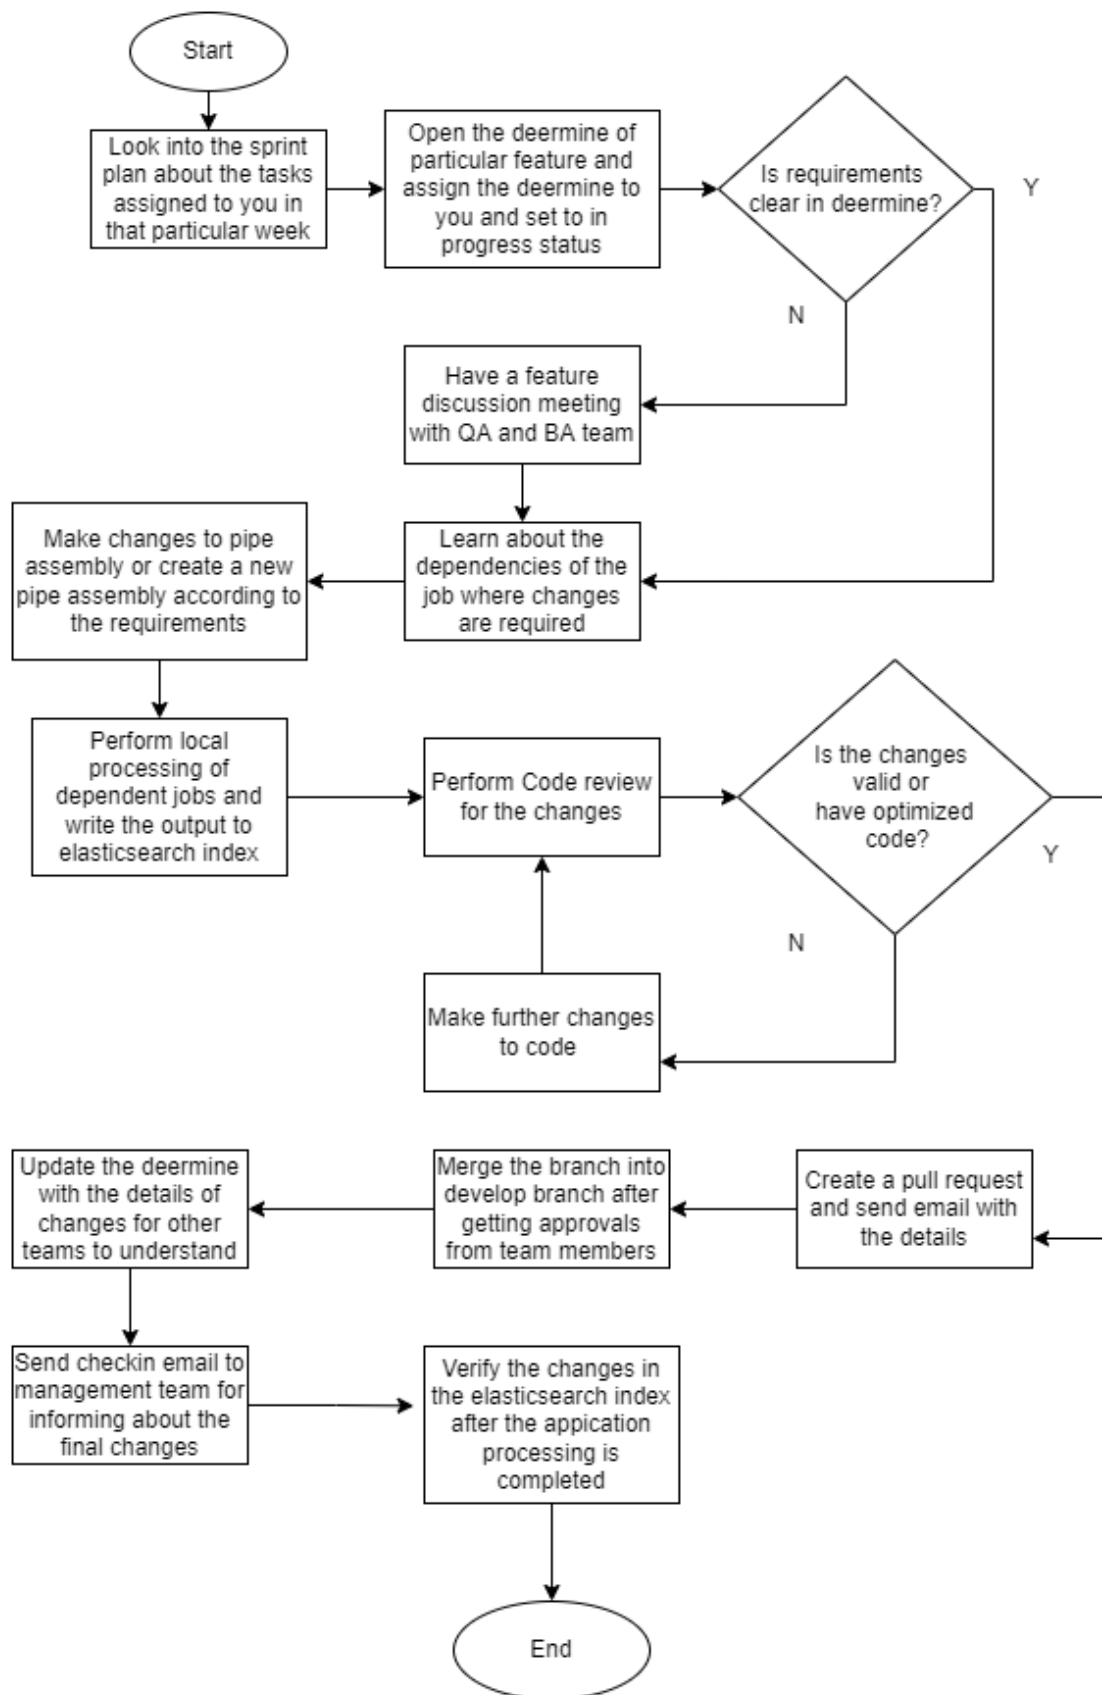 Start
Look into the sprint
plan about the tasks
assigned to you in
that particular week
Open the deermine of
particular feature and
assign the deermine to
you and set to in
progress status
Is requirements
clear in deermine?
Y
N
Have a feature
discussion meeting
with QA and BA team
Learn about the
dependencies of the
job where changes
are required
Make changes to pipe
assembly or create a new
pipe assembly according to
the requirements
Perform local
processing of
dependent jobs and
write the output to
elasticsearch index
Perform Code review
for the changes
Is the changes
valid or
have optimized
code?
Y
N
Make further changes
to code
Create a pull request
and send email with
the details
Merge the branch into
develop branch after
getting approvals
from team members
Update the deermine
with the details of
changes for other
teams to understand
Send checkin email to
management team for
informing about the
final changes
Verify the changes in
the elasticsearch index
after the appication
processing is
completed
End